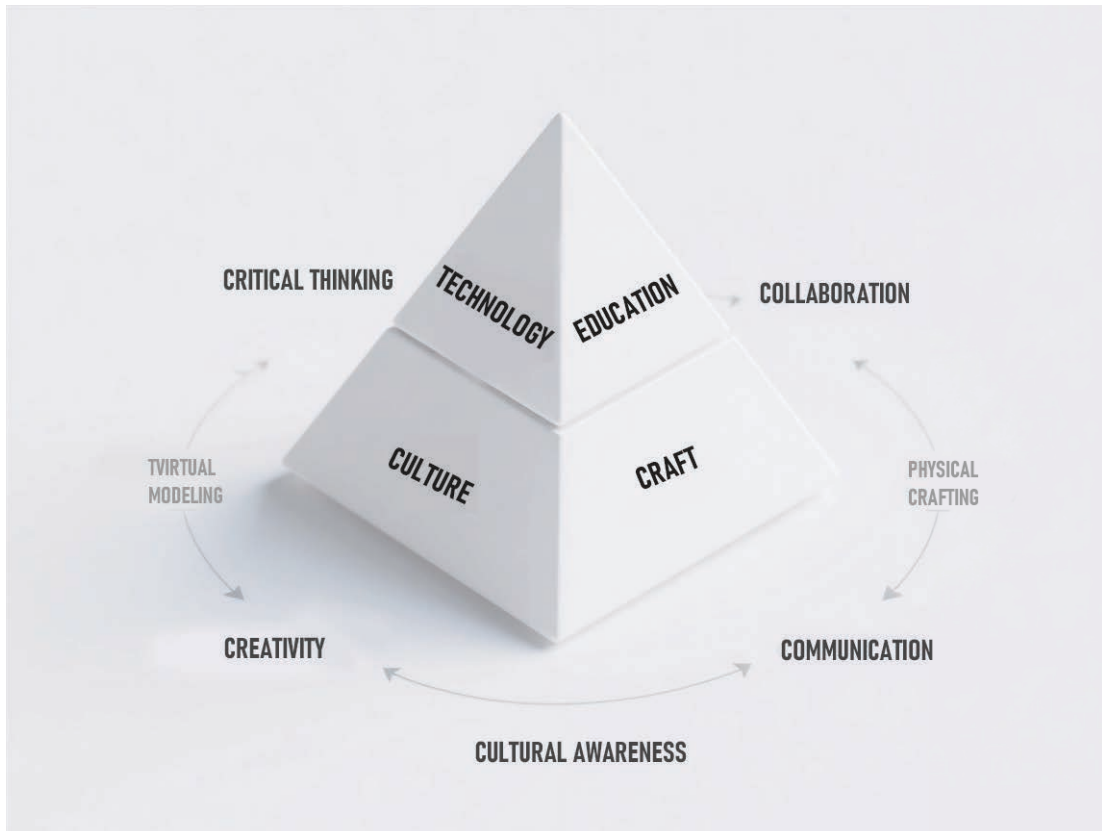 CRITICAL THINKING
TECHNOLOGY
EDUCATION
COLLABORATION
CULTURE
CRAFT
TVIRTUAL
MODELING
PHYSICAL
CRAFTING
CREATIVITY
COMMUNICATION
CULTURAL AWARENESS